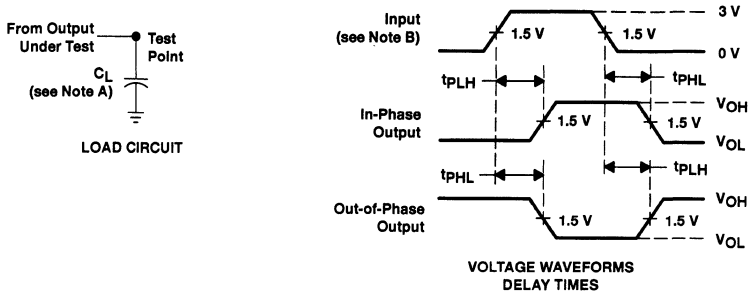 From Output
Under Test
Test
Point
CL
(see Note A)
LOAD CIRCUIT
Input
(see Note B)
1.5 V
1.5 V
3 V
0 V
tPLH
tPHL
In-Phase
Output
1.5 V
1.5 V
VOH
VOL
tPHL
tPLH
Out-of-Phase
Output
1.5 V
1.5 V
VOH
VOL
VOLTAGE WAVEFORMS
DELAY TIMES